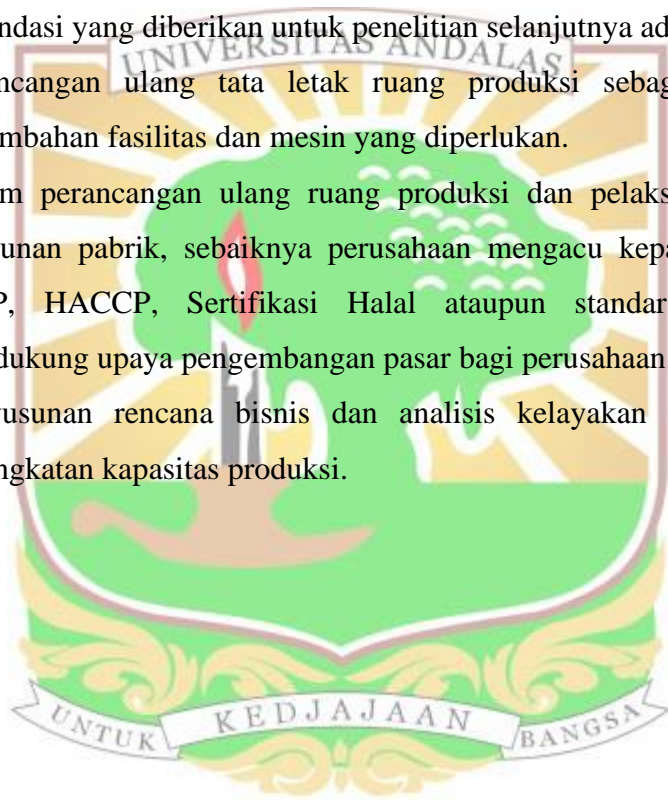 ndasi yang diberikan untuk penelitian selanjutnya ad
UNIVERSITAS ANDALAS
ncangan ulang tata letak ruang produksi sebag
mbahan fasilitas dan mesin yang diperlukan.
m perancangan ulang ruang produksi dan pelaks
unan pabrik, sebaiknya perusahaan mengacu kepa
P, HACCP, Sertifikasi Halal ataupun standar
dukung upaya pengembangan pasar bagi perusahaan.
usunan rencana bisnis dan analisis kelayakan
ngkatan kapasitas produksi.
UNTUK KEDJAJAAN BANGSA